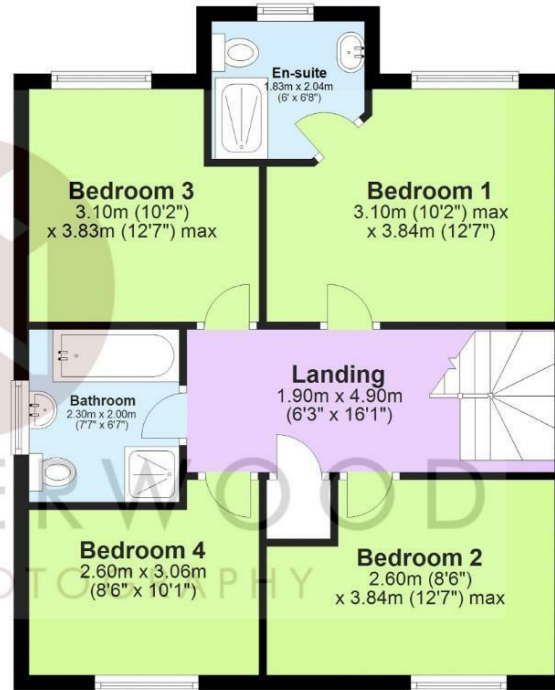 En-suite
1.83m x 2.04m
(6' x 6'8")
Bedroom 3
3.10m (10'2")
x 3.83m (12'7") max
Bedroom 1
3.10m (10'2") max
x 3.84m (12'7")
Bathroom
2.30m x 2.00m
(7'7" x 6'7")
Landing
1.90m x 4.90m
(6'3" x 16'1")
ERWOOD
OTOGRAPHY
Bedroom 4
2.60m x 3.06m
(8'6" x 10'1")
Bedroom 2
2.60m (8'6")
x 3.84m (12'7") max